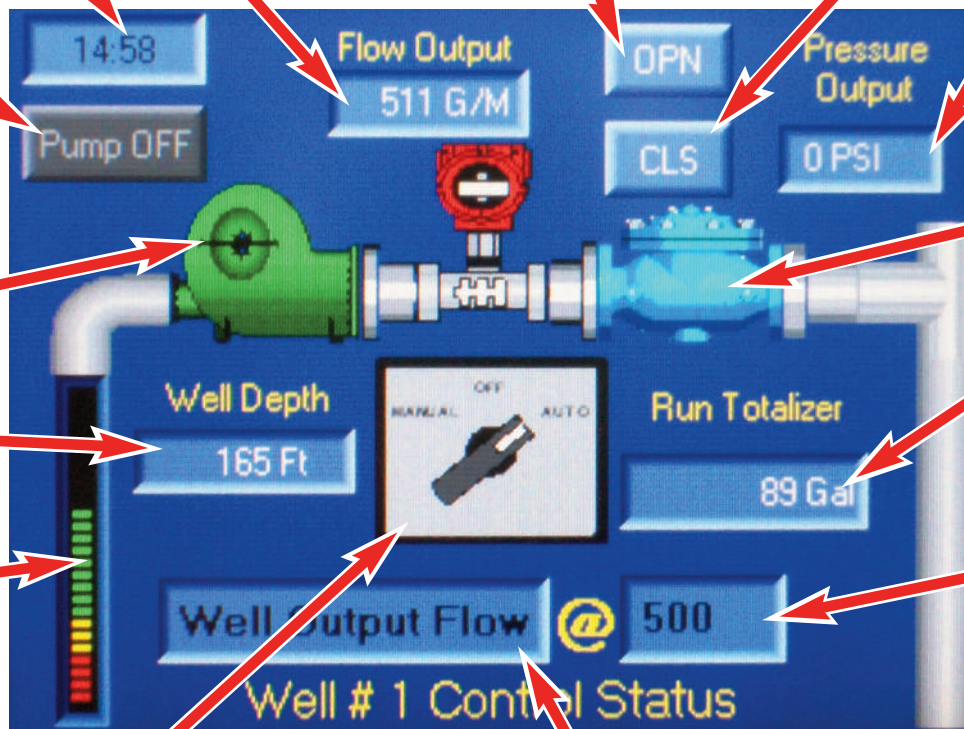 14:58
Flow Output
511 G/M
OPN
Pressure
Output
Pump OFF
CLS
0 PSI
Well Depth
165 Ft
OFF
MANUAL
AUTO
Run Totalizer
89 Gal
Well Output Flow @ 500
Well # 1 Control Status